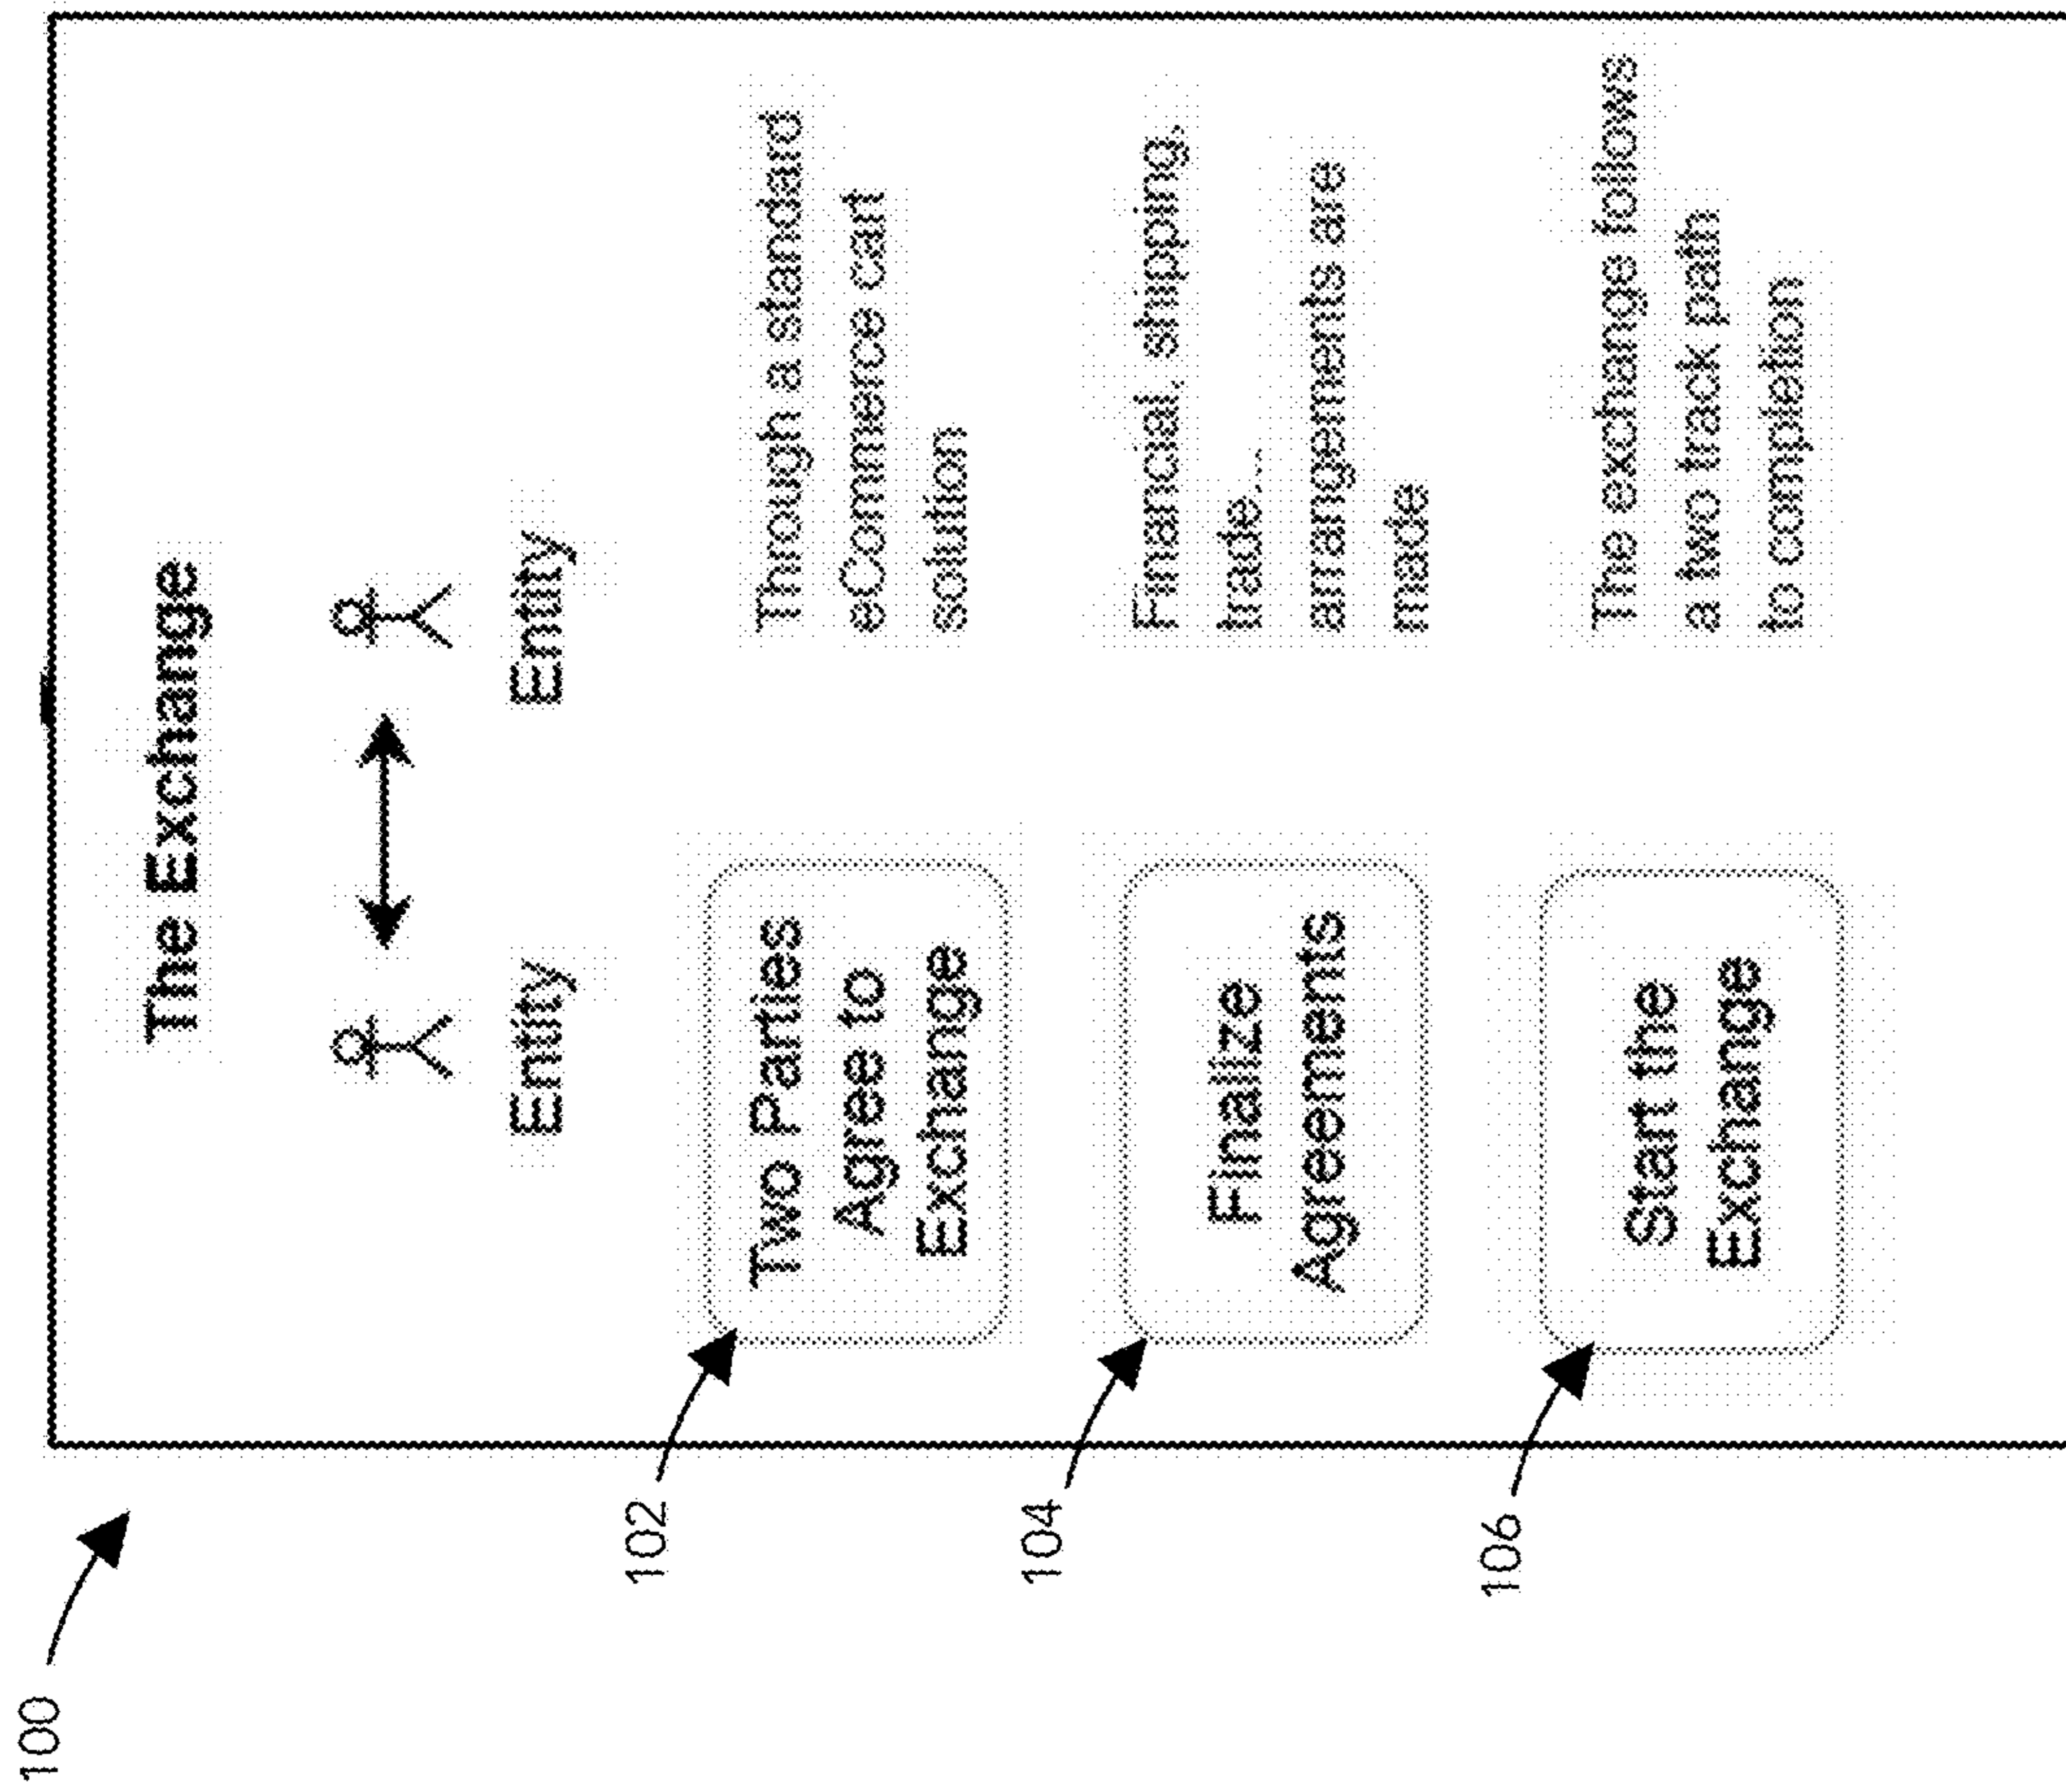 100
The Exchange
Entity
Entity
102
Two Parties
Agree to
Exchange
Through a standard
eCommerce cart
solution
104
Finalize
Agreements
Financial, shipping,
trade...
arrangements are
made
106
Start the
Exchange
The exchange follows
a two track path
to completion